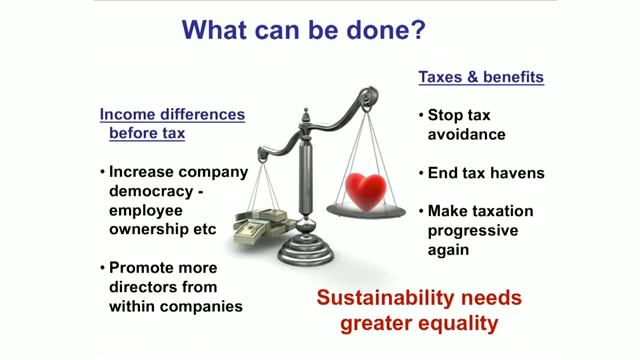 What can be done?
Income differences
before tax
• Increase company
democracy -
employee
ownership etc
• Promote more
directors from
within companies
Taxes & benefits
• Stop tax
avoidance
• End tax havens
• Make taxation
progressive
again
Sustainability needs
greater equality